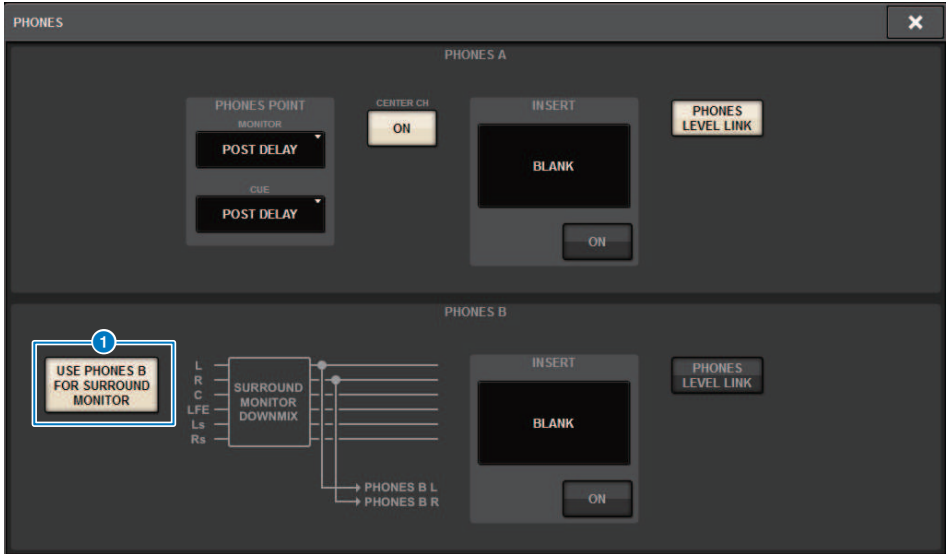 PHONES
PHONES A
PHONES POINT
MONITOR
POST DELAY
CUE
POST DELAY
CENTER CH
ON
INSERT
BLANK
ON
PHONES
LEVEL LINK
PHONES B
1
USE PHONES B
FOR SURROUND
MONITOR
L
R
C
LFE
Ls
Rs
SURROUND
MONITOR
DOWNMIX
PHONES B L
PHONES B R
INSERT
BLANK
ON
PHONES
LEVEL LINK